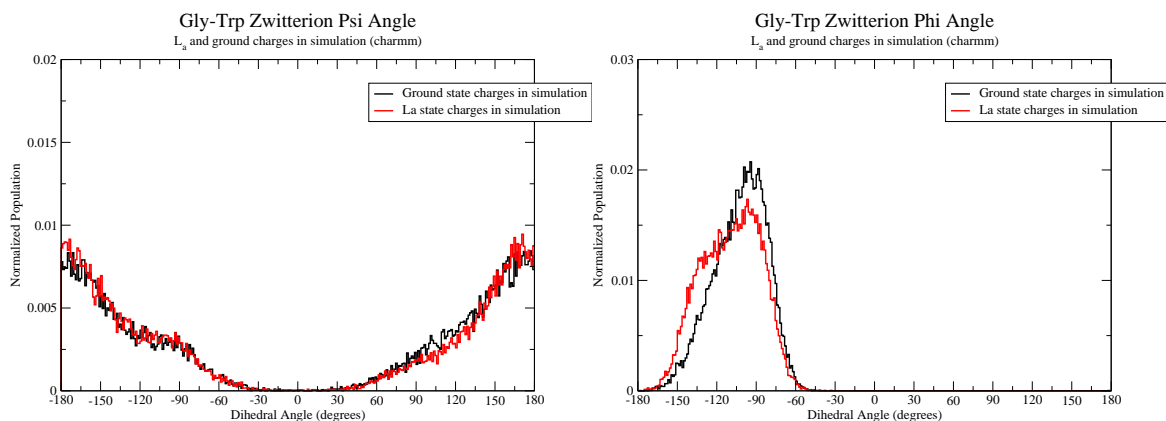 Gly-Trp Zwitterion Psi Angle
La and ground charges in simulation (charmm)
0.02
0.015
0.01
0.005
0
Normalized Population
Ground state charges in simulation
La state charges in simulation
-180 -150 -120 -90 -60 -30 0 30 60 90 120 150 180
Dihedral Angle (degrees)
Gly-Trp Zwitterion Phi Angle
La and ground charges in simulation (charmm)
0.03
0.02
0.01
0
Normalized Population
Ground state charges in simulation
La state charges in simulation
-180 -150 -120 -90 -60 -30 0 30 60 90 120 150 180
Dihedral Angle (degrees)